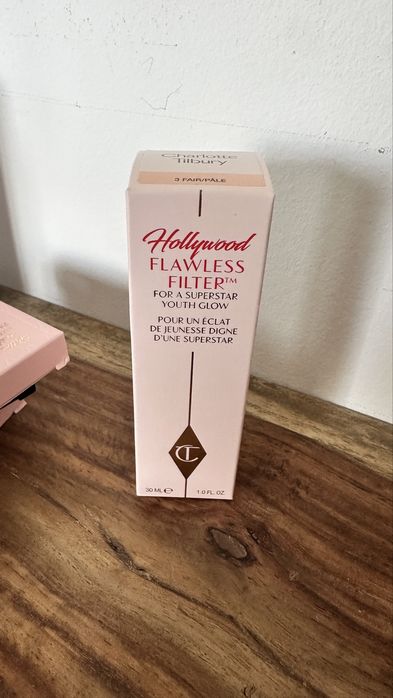 Charlotte
Tilbury
3 FAIR/PÂLE
Hollywood
FLAWLESS
FILTER™
FOR A SUPERSTAR
YOUTH GLOW
POUR UN ÉCLAT
DE JEUNESSE DIGNE
D'UNE SUPERSTAR
CT
30 ML℮ 1.0 FL. OZ.